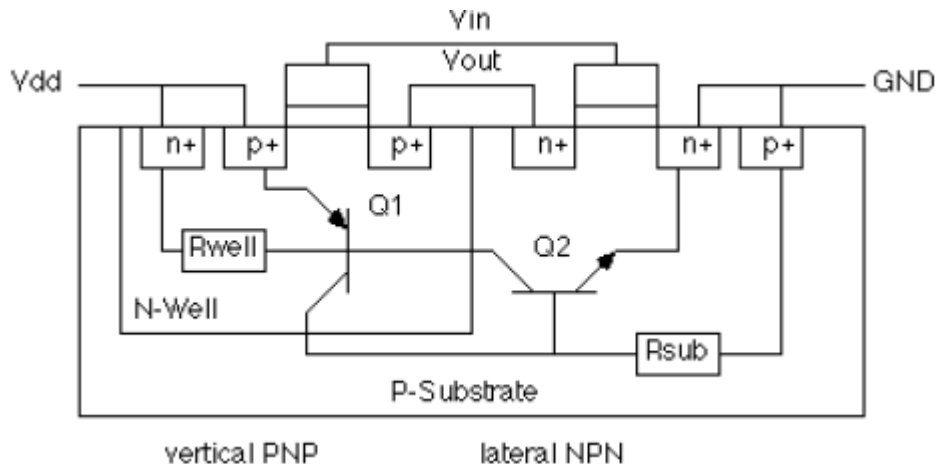 Vin
Vout
Vdd
GND
n+ p+ p+ n+ n+ p+
Q1
Q2
Rwell
N-Well
Rsub
P-Substrate
vertical PNP lateral NPN